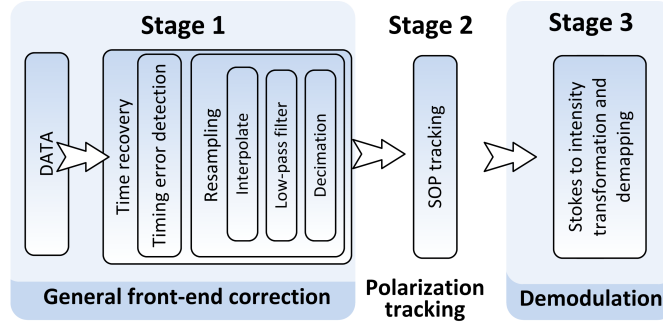 Stage 1
DATA
Time recovery
Timing error detection
Resampling
Interpolate
Low-pass filter
Decimation
General front-end correction
Stage 2
SOP tracking
Polarization
tracking
Stage 3
Stokes to intensity
transformation and
demapping
Demodulation